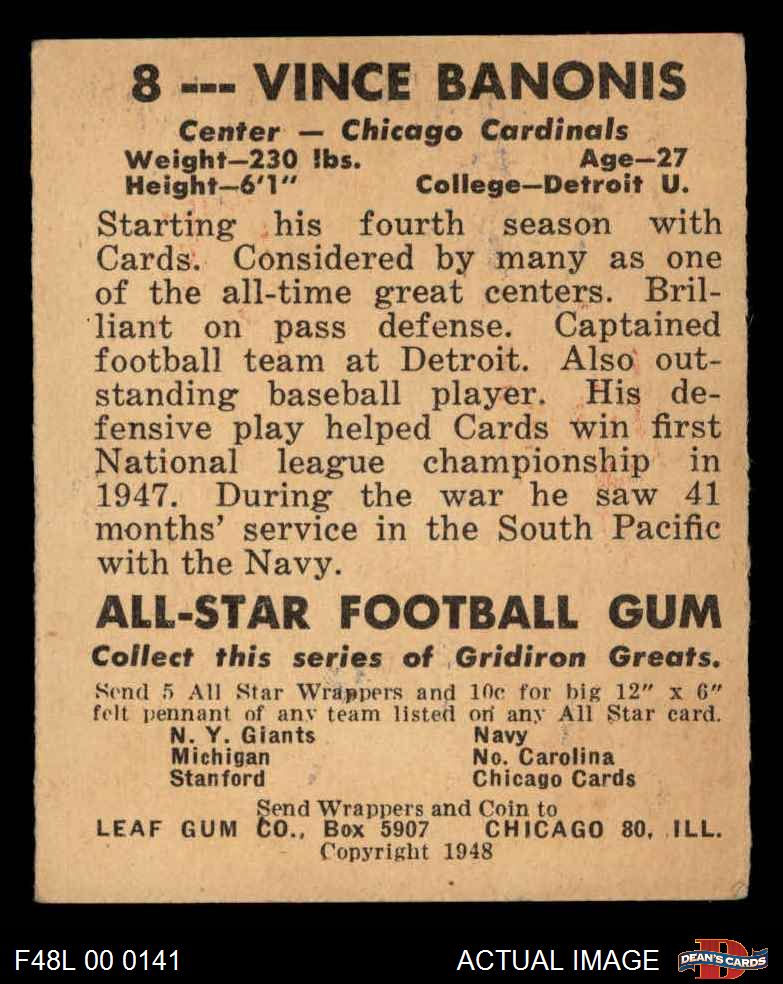 8 --- VINCE BANONIS
Center — Chicago Cardinals
Weight—230 lbs. Age—27
Height—6'1" College—Detroit U.
Starting his fourth season with
Cards. Considered by many as one
of the all-time great centers. Bril-
liant on pass defense. Captained
football team at Detroit. Also out-
standing baseball player. His de-
fensive play helped Cards win first
National league championship in
1947. During the war he saw 41
months' service in the South Pacific
with the Navy.
ALL-STAR FOOTBALL GUM
Collect this series of Gridiron Greats.
Send 5 All Star Wrappers and 10c for big 12" x 6"
felt pennant of any team listed on any All Star card.
N. Y. Giants Navy
Michigan No. Carolina
Stanford Chicago Cards
Send Wrappers and Coin to
LEAF GUM CO., Box 5907 CHICAGO 80, ILL.
Copyright 1948
F48L 00 0141 ACTUAL IMAGE DEAN'S CARDS